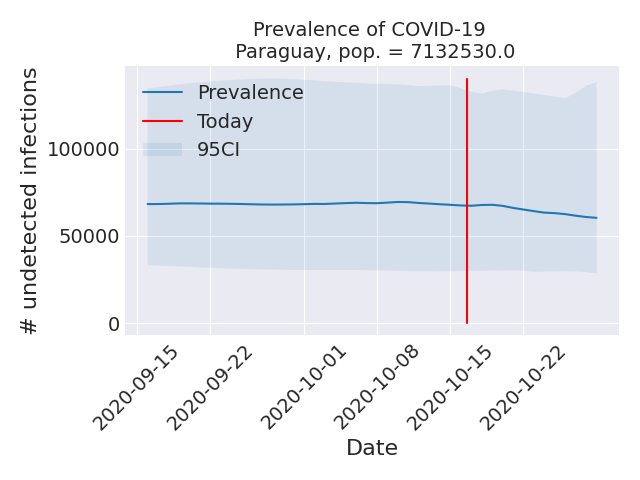 Prevalence of COVID-19
Paraguay, pop. = 7132530.0
# undetected infections
100000
50000
0
Prevalence
Today
95CI
2020-09-15
2020-09-22
2020-10-01
2020-10-08
2020-10-15
2020-10-22
Date